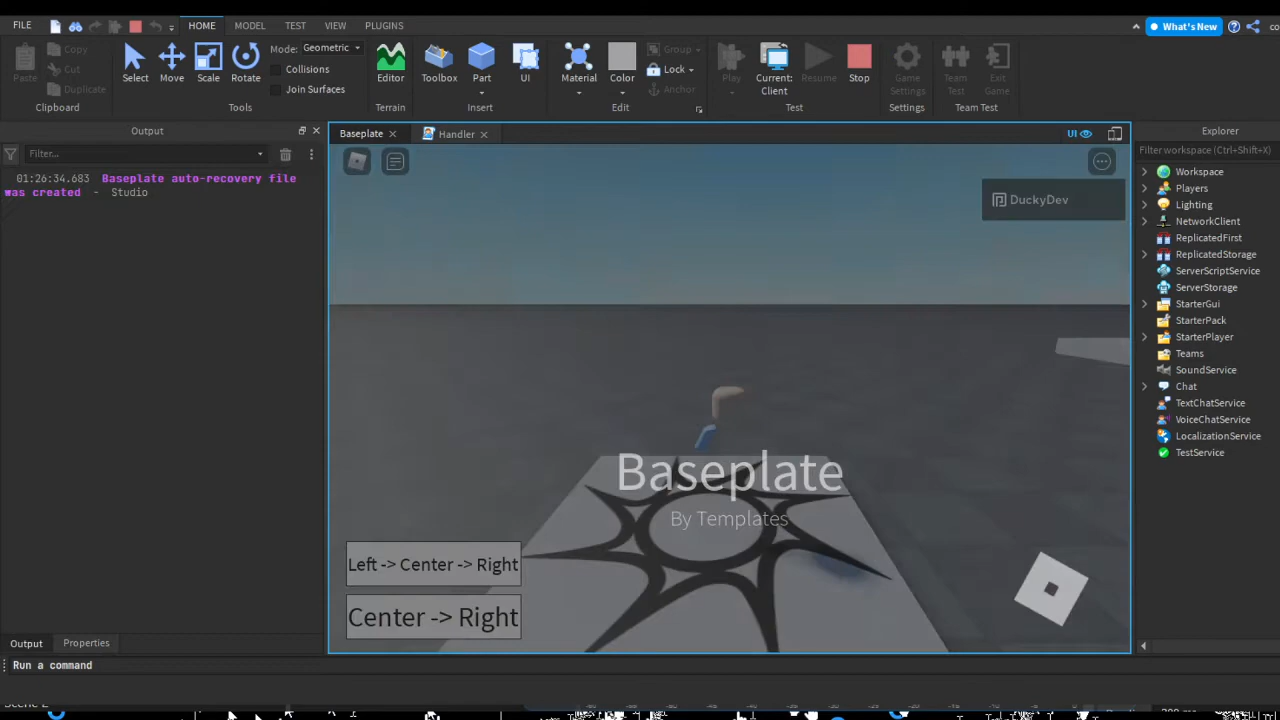 FILE HOME MODEL TEST VIEW PLUGINS What's New
Paste Copy Cut Duplicate Select Move Scale Rotate Mode: Geometric Collisions Join Surfaces Editor Toolbox Part UI Material Color Group Lock Anchor Play Current: Client Resume Stop Game Settings Team Test Exit Game
Clipboard Tools Terrain Insert Edit Test Settings Team Test
Output
Baseplate Handler UI
Explorer
Filter...
Filter workspace (Ctrl+Shift+X)
01:26:34.683 Baseplate auto-recovery file
was created - Studio
DuckyDev
Workspace
Players
Lighting
NetworkClient
ReplicatedFirst
ReplicatedStorage
ServerScriptService
ServerStorage
StarterGui
StarterPack
StarterPlayer
Teams
SoundService
Chat
TextChatService
VoiceChatService
LocalizationService
TestService
Baseplate
By Templates
Left -> Center -> Right
Center -> Right
Output Properties
Run a command